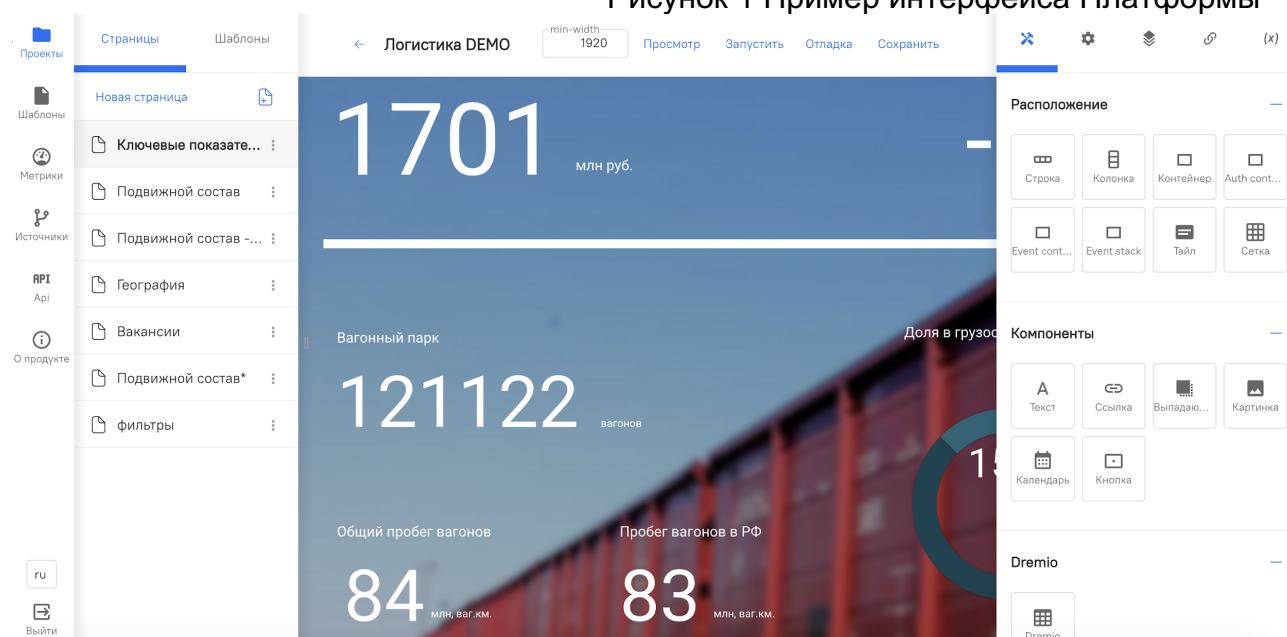 Рисунок 1 Пример интерфейса Платформы
Проекты
Шаблоны
Метрики
Источники
API
Api
О продукте
ru
Выйти
Страницы Шаблоны
Новая страница
Ключевые показате...
Подвижной состав
Подвижной состав -...
География
Вакансии
Подвижной состав*
фильтры
← Логистика DEMO min-width 1920 Просмотр Запустить Отладка Сохранить
1701 млн руб. -
Вагонный парк Доля в грузоо
121122 вагонов
15
Общий пробег вагонов Пробег вагонов в РФ
84 млн, ваг.км. 83 млн, ваг.км.
(x)
Расположение
Строка Колонка Контейнер Auth cont...
Event cont... Event stack Тайл Сетка
Компоненты
Текст Ссылка Выпадаю... Картинка
Календарь Кнопка
Dremio
Dremio